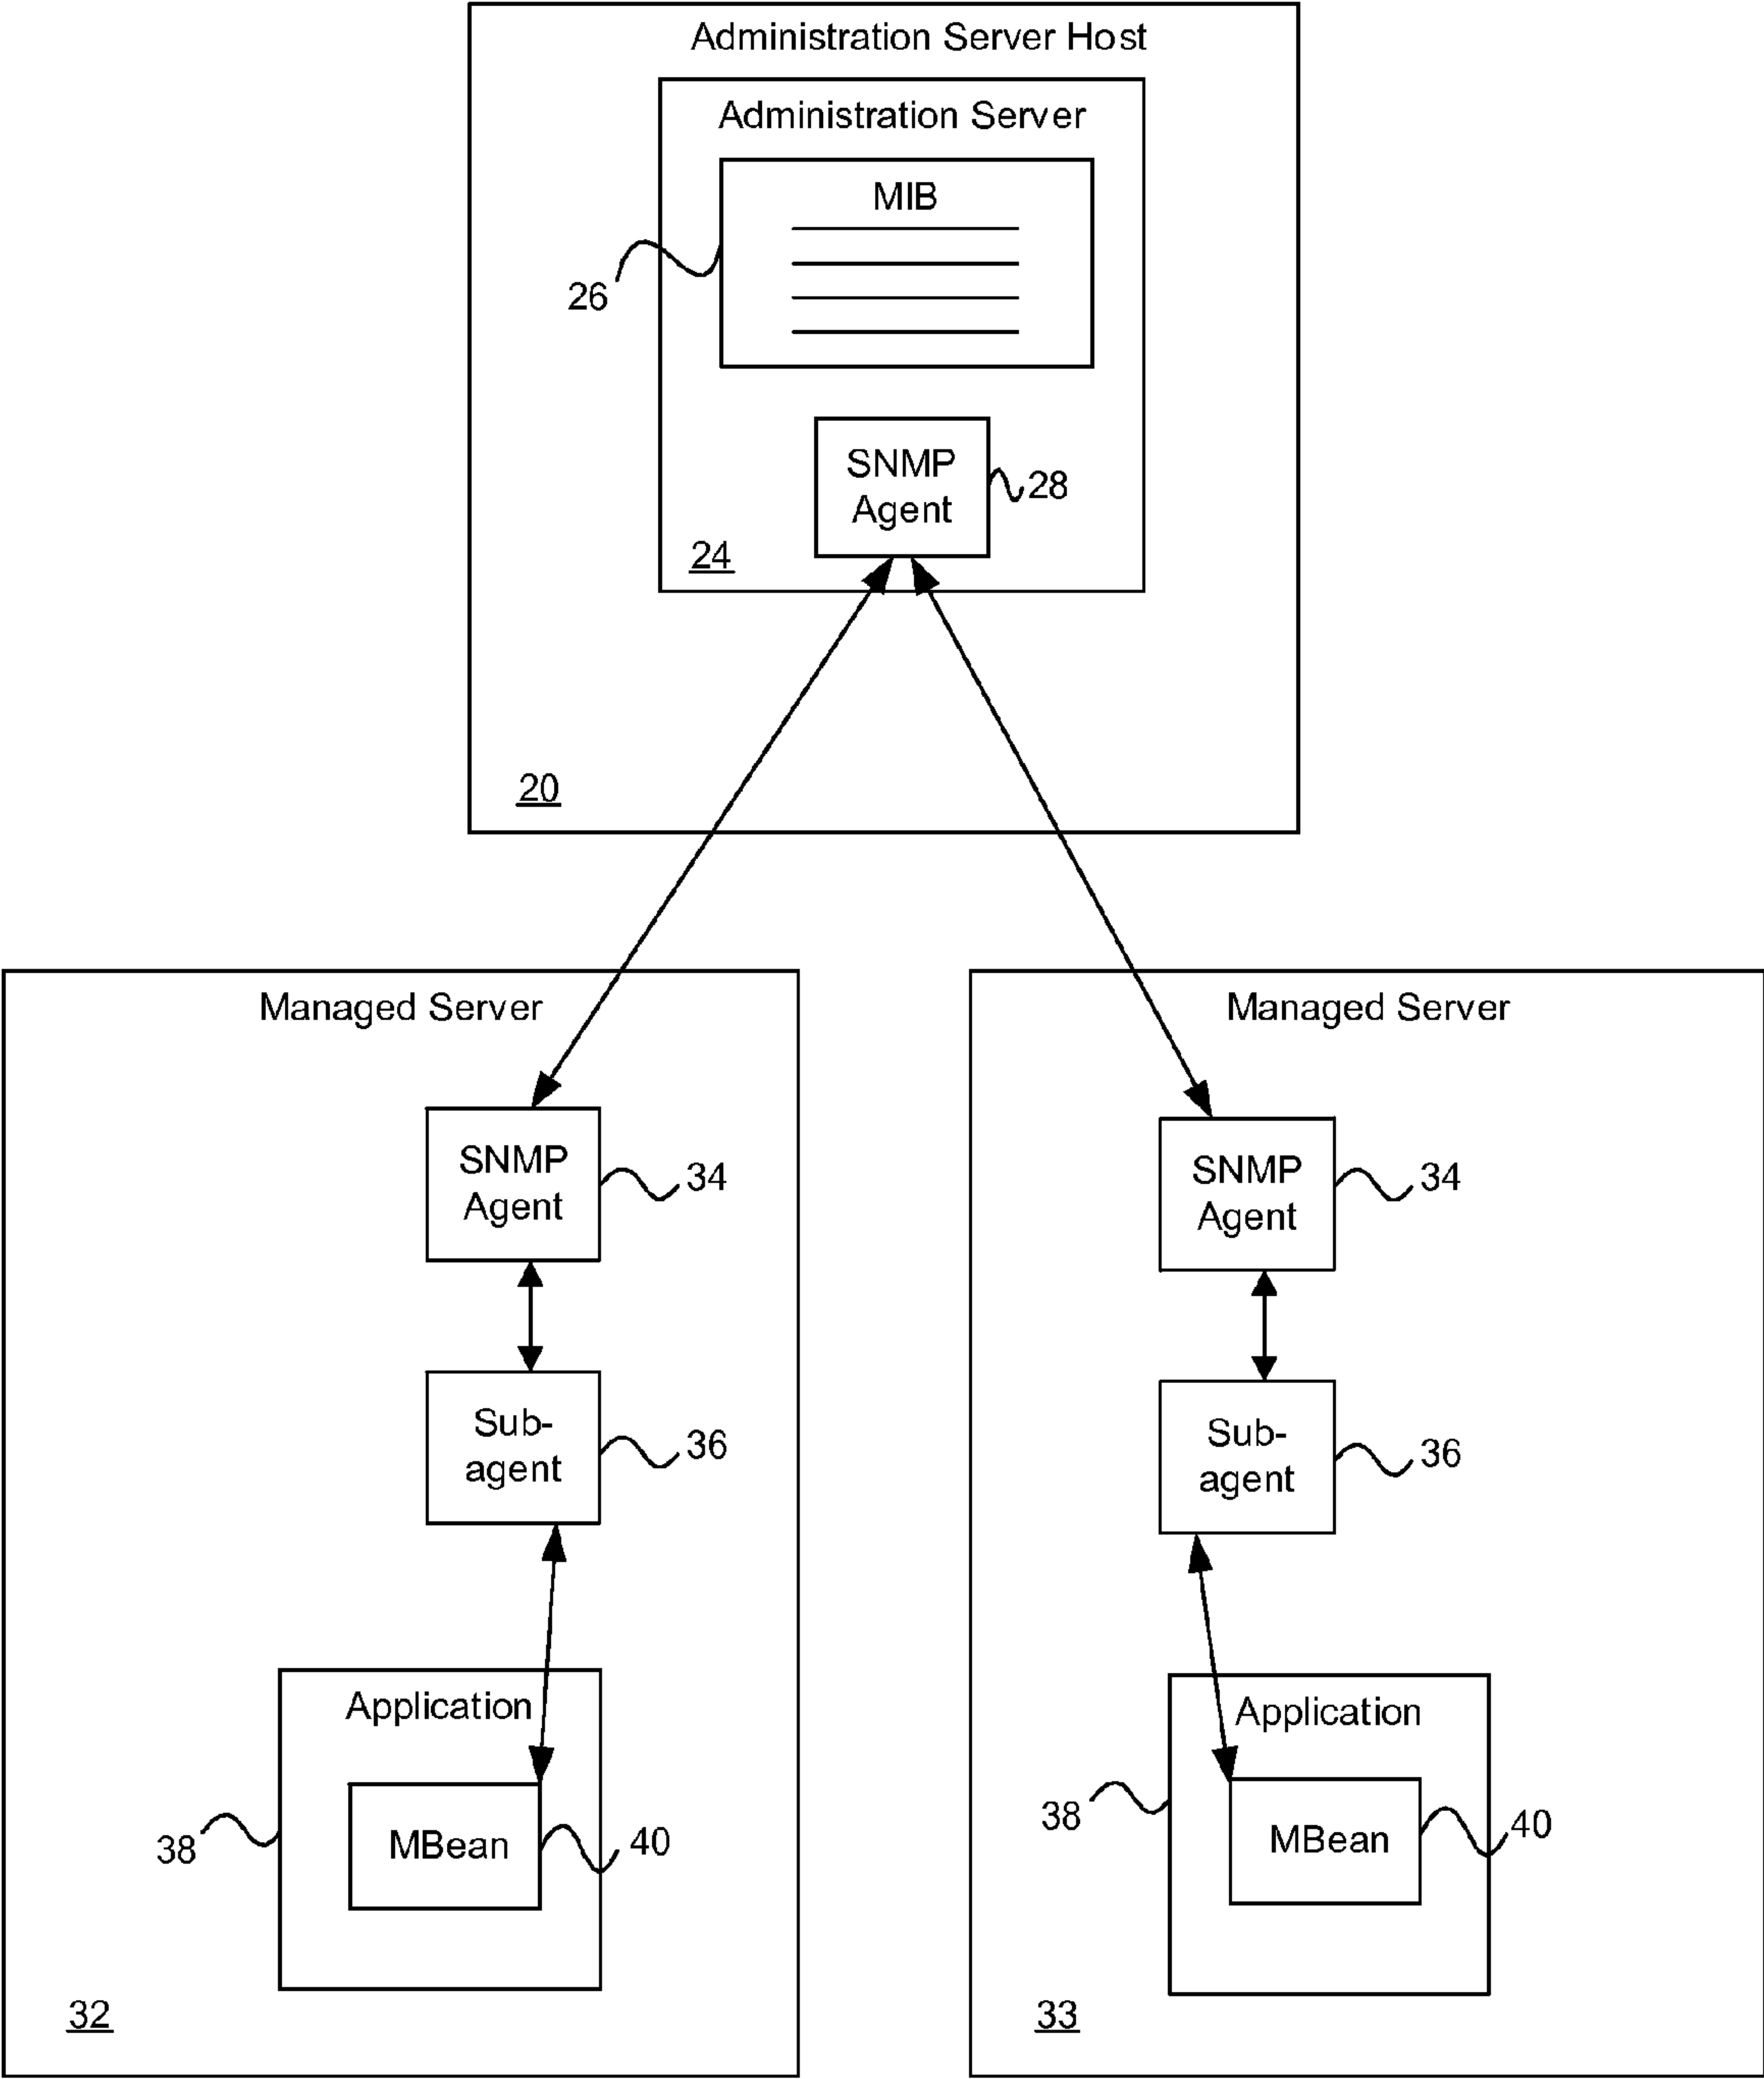 Administration Server Host
Administration Server
MIB
26
SNMP
Agent
28
24
20
Managed Server
SNMP
Agent
34
Sub-
agent
36
Application
MBean
38
40
32
Managed Server
SNMP
Agent
34
Sub-
agent
36
Application
MBean
38
40
33